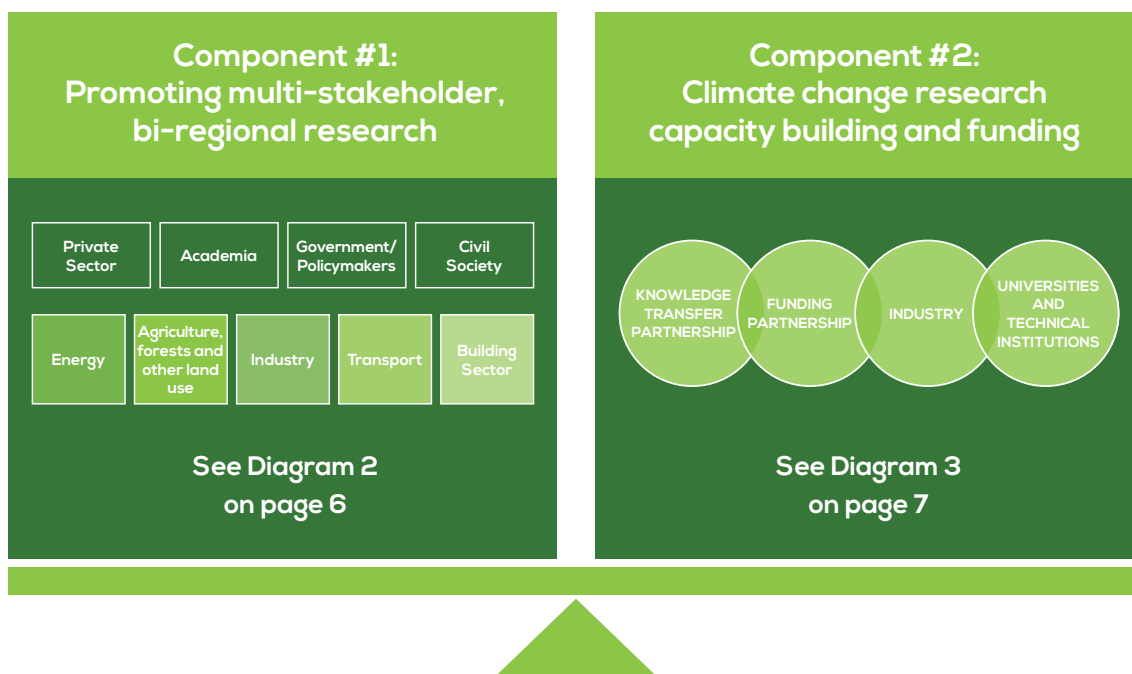 Component #1:
Promoting multi-stakeholder,
bi-regional research
Private
Sector
Academia
Government/
Policymakers
Civil
Society
Energy
Agriculture,
forests and
other land
use
Industry
Transport
Building
Sector
See Diagram 2
on page 6
Component #2:
Climate change research
capacity building and funding
KNOWLEDGE
TRANSFER
PARTNERSHIP
FUNDING
PARTNERSHIP
INDUSTRY
UNIVERSITIES
AND
TECHNICAL
INSTITUTIONS
See Diagram 3
on page 7